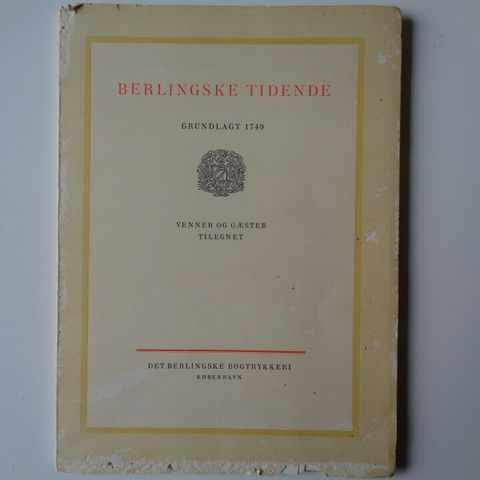 BERLINGSKE TIDENDE
GRUNDLAGT 1749
VENNER OG GÆSTER
TILEGNET
DET BERLINGSKE BOGTRYKKERI
KØBENHAVN